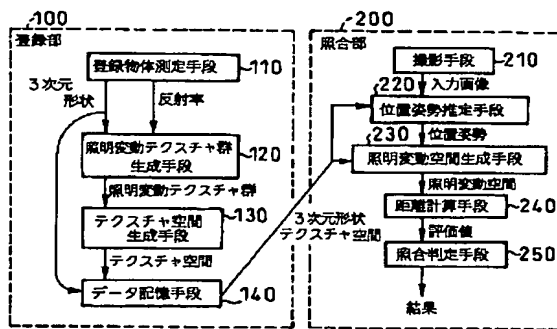 100
登録部
登録物体測定手段
110
3次元
形状
反射率
照明変動テクスチャ群
生成手段
120
照明変動テクスチャ群
テクスチャ空間
生成手段
130
テクスチャ空間
データ記憶手段
140
3次元形状
テクスチャ空間
200
照合部
撮影手段
210
入力画像
220
位置姿勢推定手段
位置姿勢
230
照明変動空間生成手段
照明変動空間
距離計算手段
240
評価値
照合判定手段
250
結果